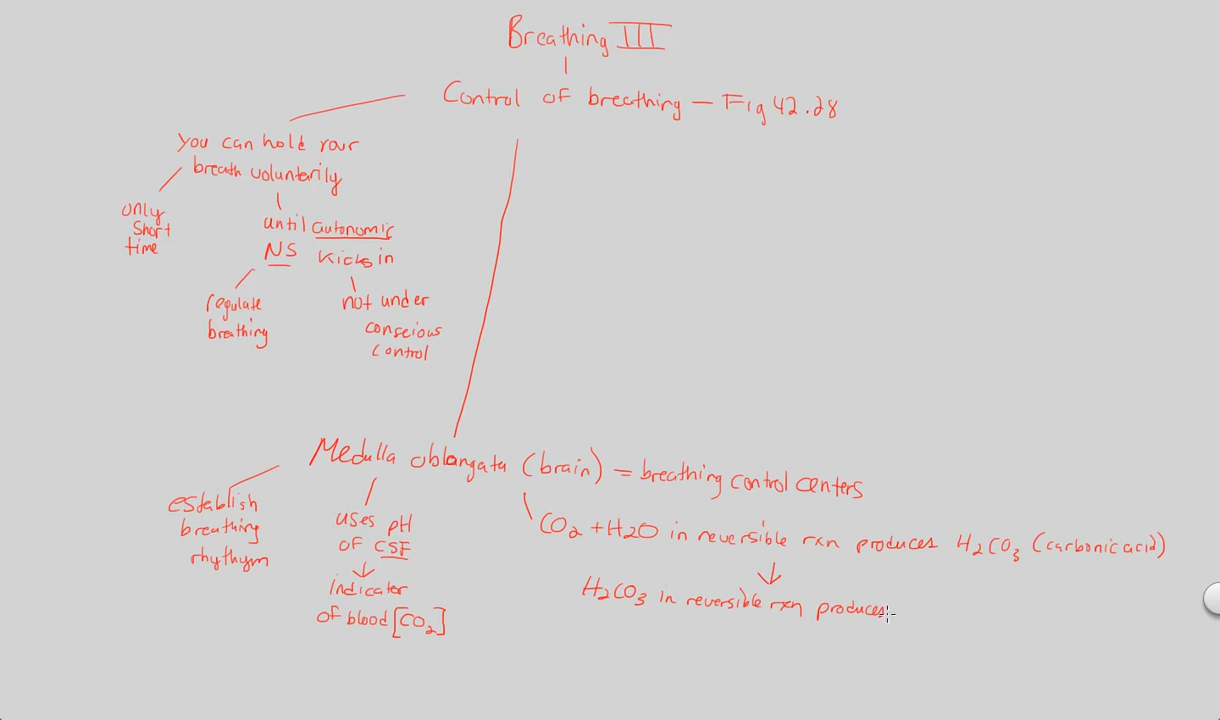 Breathing III
Control of breathing — Fig 42.28
You can hold your
breath voluntarily
only
short
time
until autonomic
NS kicks in
regulate
breathing
not under
conscious
control
Medulla oblongata (brain) = breathing control centers
establish
breathing
rhythym
uses pH
of CSF
↓
indicator
of blood [CO₂]
CO₂ + H2O in reversible rxn produces H₂CO₃ (carbonic acid)
↓
H₂CO₃ in reversible rxn produces